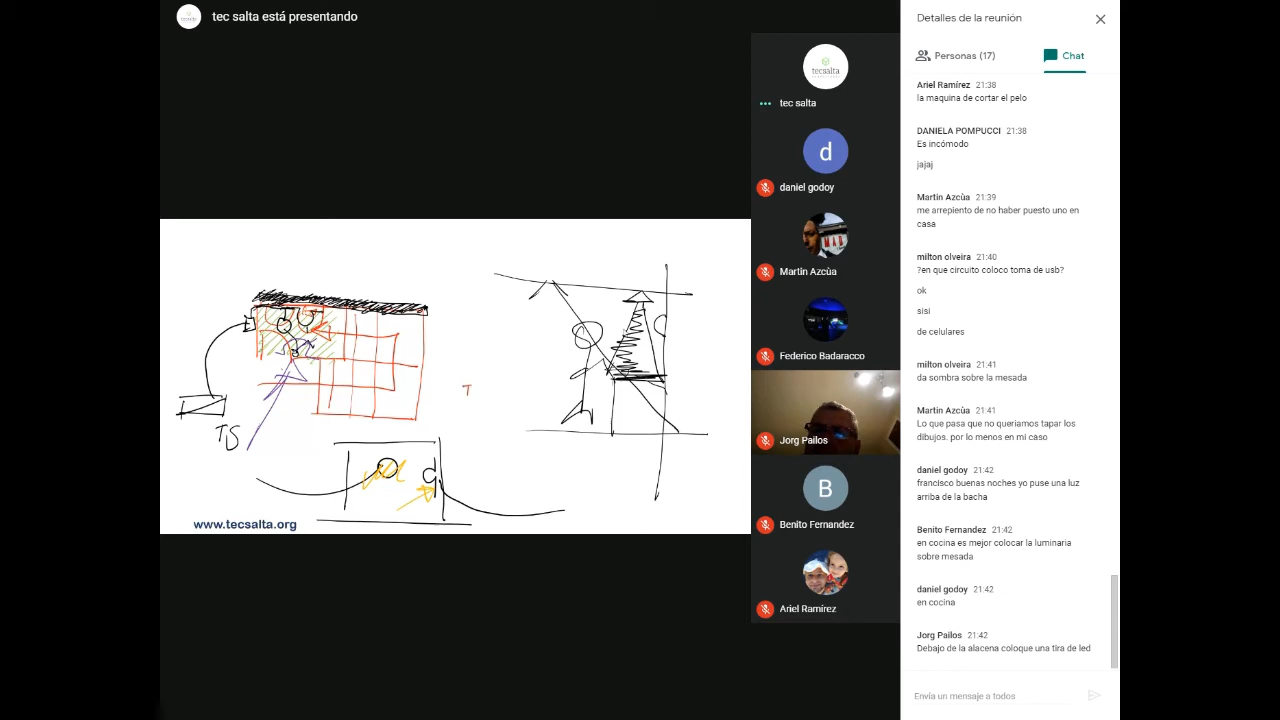 tec salta está presentando
TS
T
www.tecsalta.org
tecsalta
tec salta
d
daniel godoy
Martin Azcùa
Federico Badaracco
Jorg Pailos
B
Benito Fernandez
Ariel Ramírez
Detalles de la reunión
Personas (17)
Chat
Ariel Ramírez 21:38
la maquina de cortar el pelo
DANIELA POMPUCCI 21:38
Es incómodo
jajaj
Martin Azcùa 21:39
me arrepiento de no haber puesto uno en
casa
milton olveira 21:40
?en que circuito coloco toma de usb?
ok
sisi
de celulares
milton olveira 21:41
da sombra sobre la mesada
Martin Azcùa 21:41
Lo que pasa que no queriamos tapar los
dibujos. por lo menos en mi caso
daniel godoy 21:42
francisco buenas noches yo puse una luz
arriba de la bacha
Benito Fernandez 21:42
en cocina es mejor colocar la luminaria
sobre mesada
daniel godoy 21:42
en cocina
Jorg Pailos 21:42
Debajo de la alacena coloque una tira de led
Envía un mensaje a todos